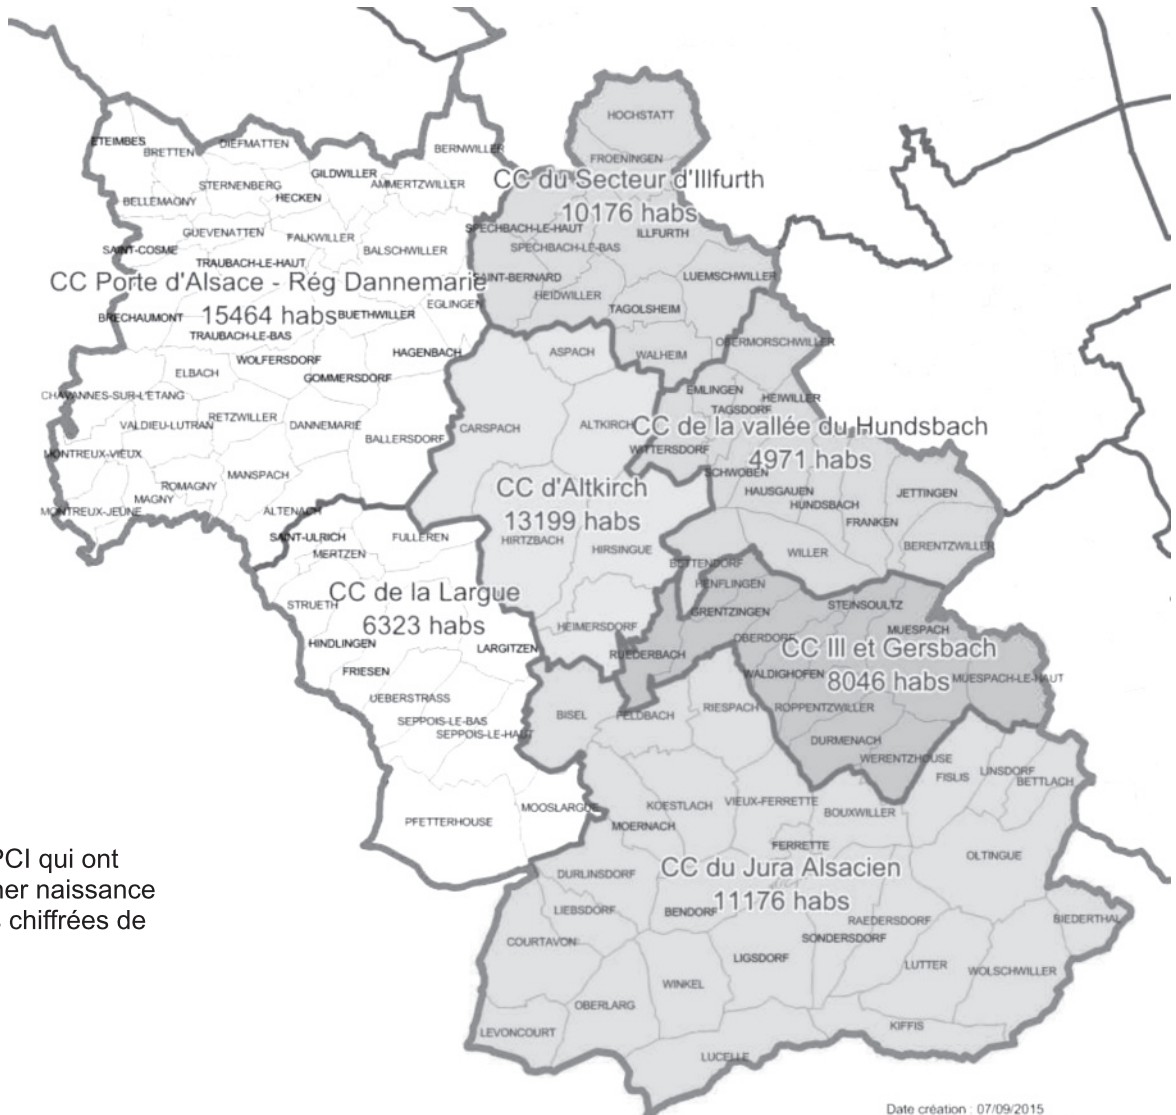 HOCHSTATT
FROENINGEN
ETEIMBES
BRETTEN
DIEFMATTEN
BERNWILLER
GILDWILLER
AMMERTZWILLER
STERNENBERG
HECKEN
BELLEMAGNY
CC du Secteur d'Illfurth
10176 habs
GUEVENATTEN
FALKWILLER
SPECHBACH-LE-HAUT
ILLFURTH
SAINT-COSME
BALSCHWILLER
SPECHBACH-LE-BAS
TRAUBACH-LE-HAUT
SAINT-BERNARD
LUEMSCHWILLER
CC Porte d'Alsace - Rég Dannemarie
15464 habs
HEIDWILLER
EGLINGEN
TAGOLSHEIM
BRECHAUMONT
BUETHWILLER
TRAUBACH-LE-BAS
OBERMORSCHWILLER
WOLFERSDORF
HAGENBACH
ASPACH
WALHEIM
ELBACH
GOMMERSDORF
CHAVANNES-SUR-L'ETANG
EMLINGEN
HEIWILLER
TAGSDORF
VALDIEU-LUTRAN
RETZWILLER
DANNEMARIE
CARSPACH
ALTKIRCH
CC de la vallée du Hundsbach
4971 habs
BALLERSDORF
WITTERSDORF
MONTREUX-VIEUX
SCHWOBEN
MANSPACH
ROMAGNY
MAGNY
CC d'Altkirch
13199 habs
HAUSGAUEN
HUNDSBACH
JETTINGEN
MONTREUX-JEUNE
ALTENACH
FRANKEN
SAINT-ULRICH
FULLEREN
HIRTZBACH
HIRSINGUE
BERENTZWILLER
MERTZEN
WILLER
BETTENDORF
CC de la Largue
6323 habs
HENFLINGEN
STRUETH
GRENTZINGEN
STEINSOULTZ
HEIMERSDORF
OBERDORF
MUESPACH
HINDLINGEN
LARGITZEN
RUEDERBACH
CC Ill et Gersbach
8046 habs
FRIESEN
WALDIGHOFEN
MUESPACH-LE-HAUT
UEBERSTRASS
RIESPACH
ROPPENTZWILLER
BISEL
FELDBACH
SEPPOIS-LE-BAS
SEPPOIS-LE-HAUT
DURMENACH
WERENTZHOUSE
FISLIS
LINSDORF
BETTLACH
PFETTERHOUSE
MOOSLARGUE
KOESTLACH
VIEUX-FERRETTE
BOUXWILLER
MOERNACH
FERRETTE
OLTINGUE
PCI qui ont
ner naissance
s chiffrées de
DURLINSDORF
CC du Jura Alsacien
11176 habs
LIEBSDORF
BENDORF
RAEDERSDORF
BIEDERTHAL
COURTAVON
SONDERSDORF
LIGSDORF
LUTTER
WOLSCHWILLER
WINKEL
OBERLARG
LEVONCOURT
KIFFIS
LUCELLE
Date création : 07/09/2015